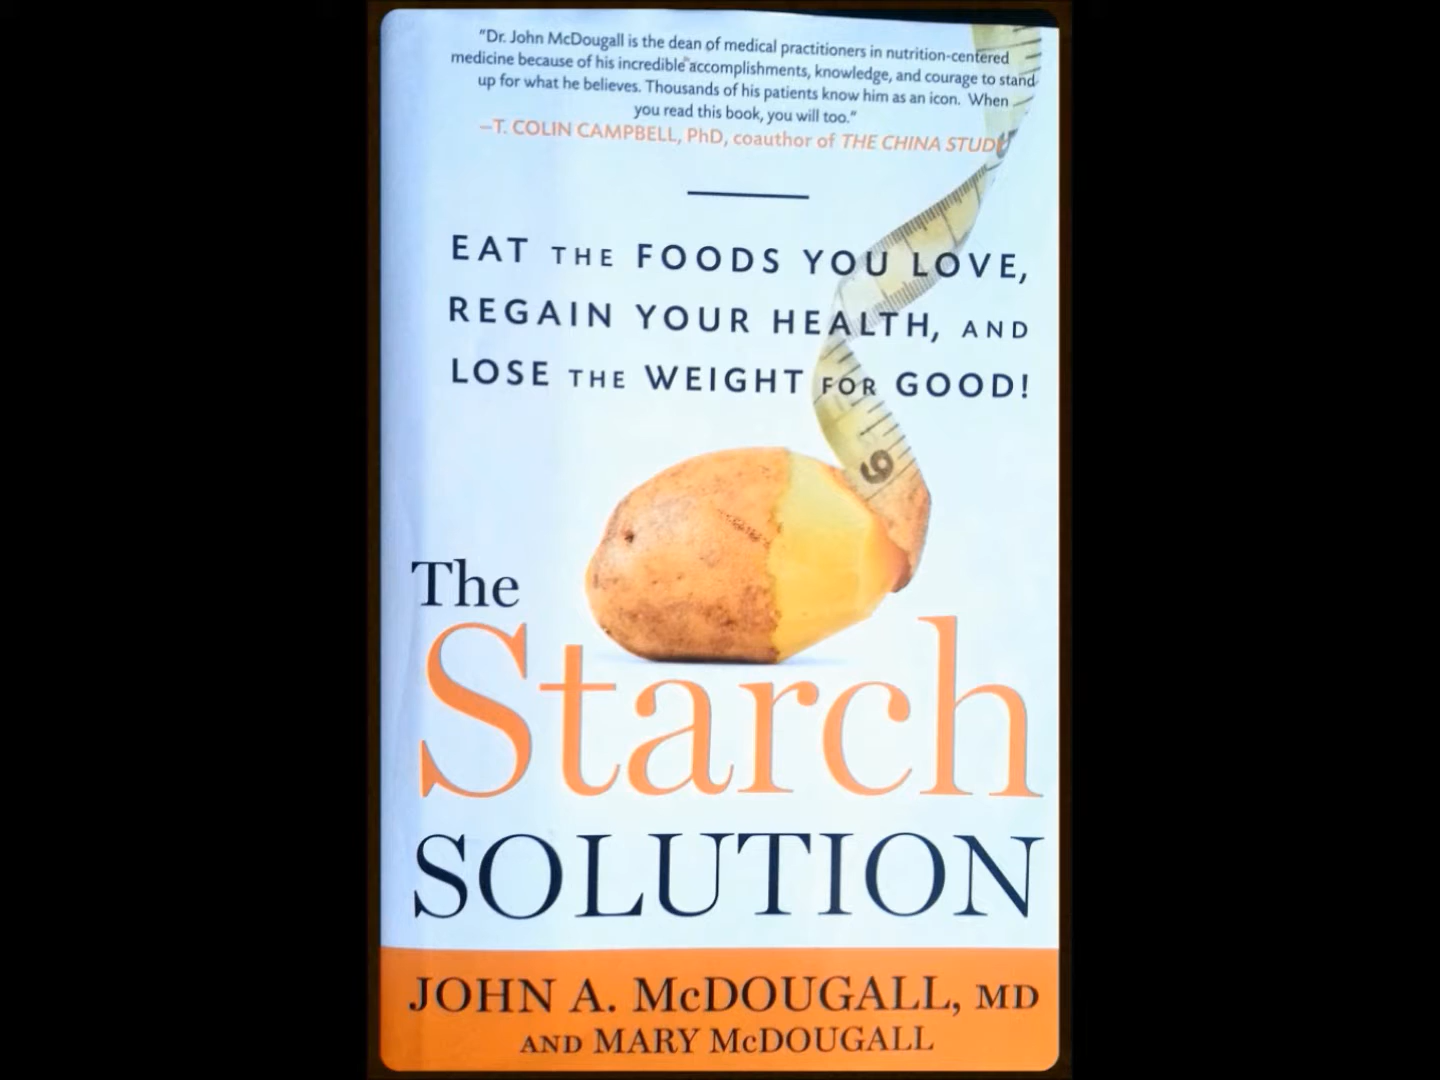 "Dr. John McDougall is the dean of medical practitioners in nutrition-centered
medicine because of his incredible accomplishments, knowledge, and courage to stand
up for what he believes. Thousands of his patients know him as an icon. When
you read this book, you will too."
—T. COLIN CAMPBELL, PhD, coauthor of THE CHINA STUDY
EAT THE FOODS YOU LOVE,
REGAIN YOUR HEALTH, AND
LOSE THE WEIGHT FOR GOOD!
9
The
Starch
SOLUTION
JOHN A. McDOUGALL, MD
AND MARY McDOUGALL